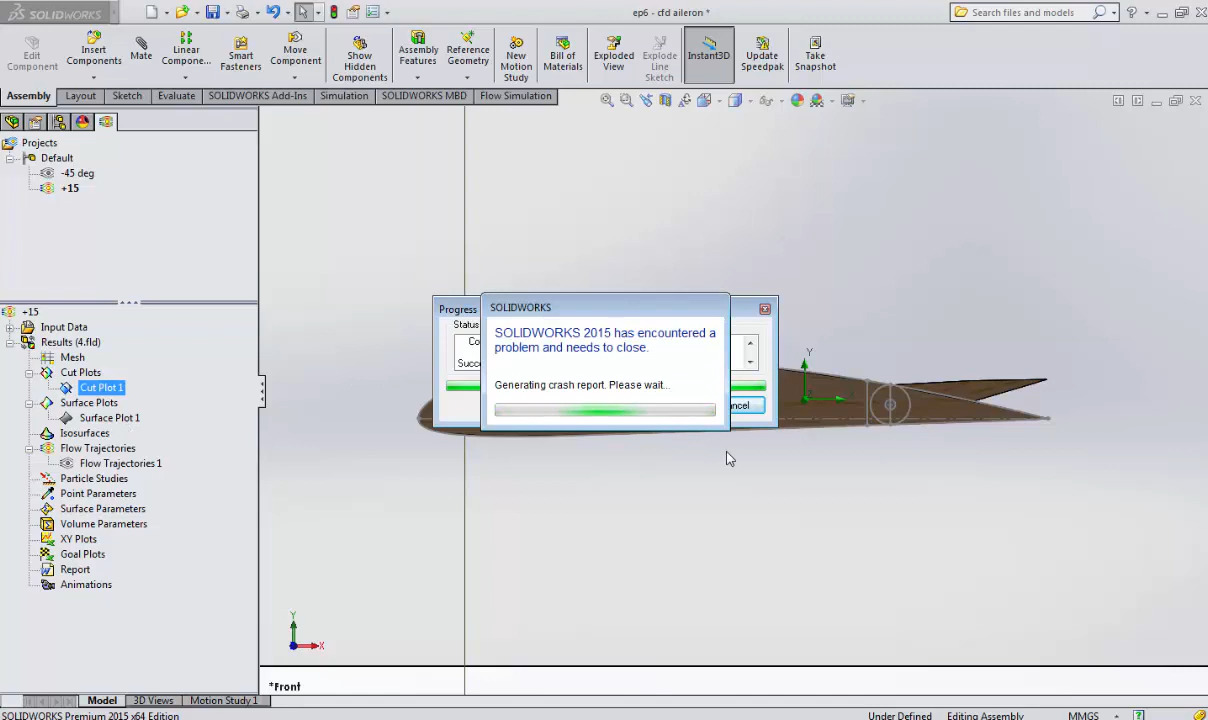 SOLIDWORKS
ep6 - cfd aileron *
Search files and models
Edit
Component
Insert
Components
Mate
Linear
Compone...
Smart
Fasteners
Move
Component
Show
Hidden
Components
Assembly
Features
Reference
Geometry
New
Motion
Study
Bill of
Materials
Exploded
View
Explode
Line
Sketch
Instant3D
Update
Speedpak
Take
Snapshot
Assembly
Layout
Sketch
Evaluate
SOLIDWORKS Add-Ins
Simulation
SOLIDWORKS MBD
Flow Simulation
Projects
Default
-45 deg
+15
+15
Input Data
Results (4.fld)
Mesh
Cut Plots
Cut Plot 1
Surface Plots
Surface Plot 1
Isosurfaces
Flow Trajectories
Flow Trajectories 1
Particle Studies
Point Parameters
Surface Parameters
Volume Parameters
XY Plots
Goal Plots
Report
Animations
Progress
Status
Co
Succe
ancel
SOLIDWORKS
SOLIDWORKS 2015 has encountered a
problem and needs to close.
Generating crash report. Please wait...
Y
Y
X
*Front
Model
3D Views
Motion Study 1
SOLIDWORKS Premium 2015 x64 Edition
Under Defined
Editing Assembly
MMGS